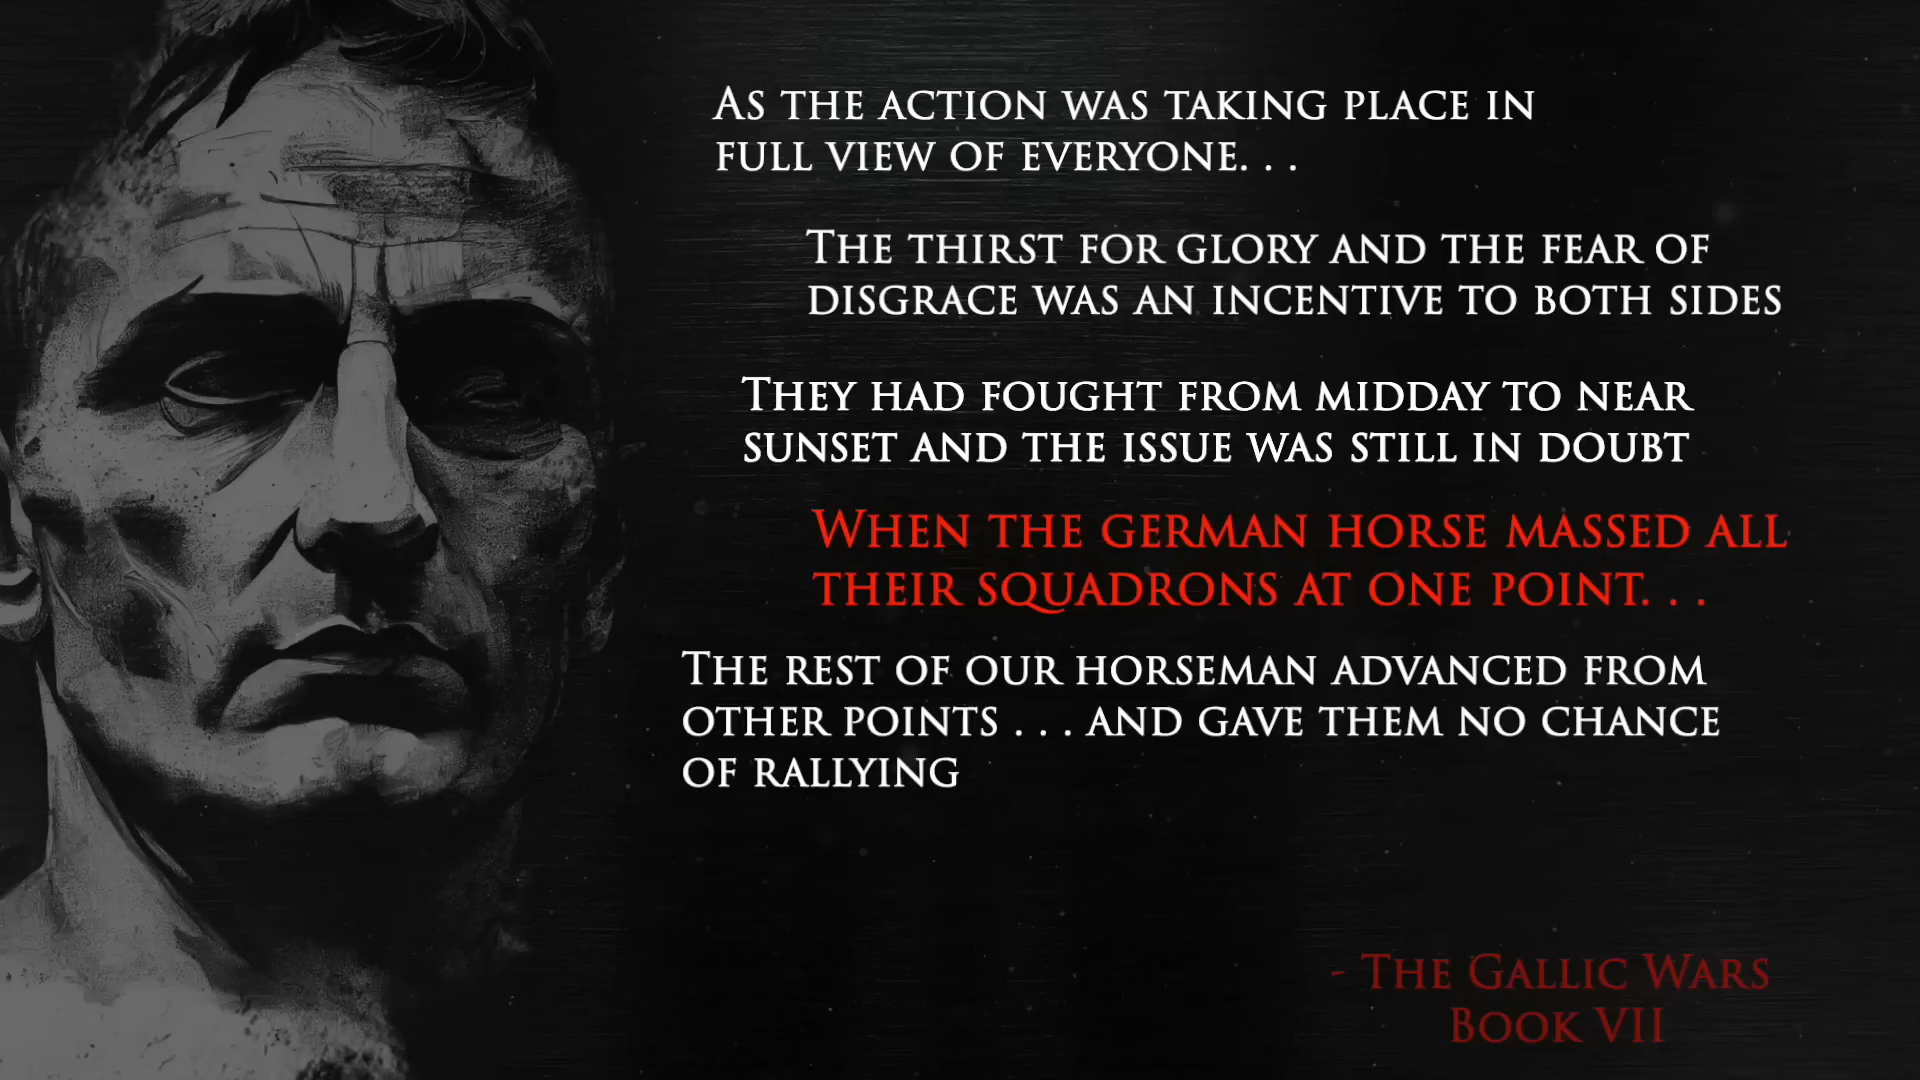 As the action was taking place in
full view of everyone. . .
The thirst for glory and the fear of
disgrace was an incentive to both sides
They had fought from midday to near
sunset and the issue was still in doubt
When the german horse massed all
their squadrons at one point. . .
The rest of our horseman advanced from
other points . . . and gave them no chance
of rallying
- The Gallic Wars
Book VII